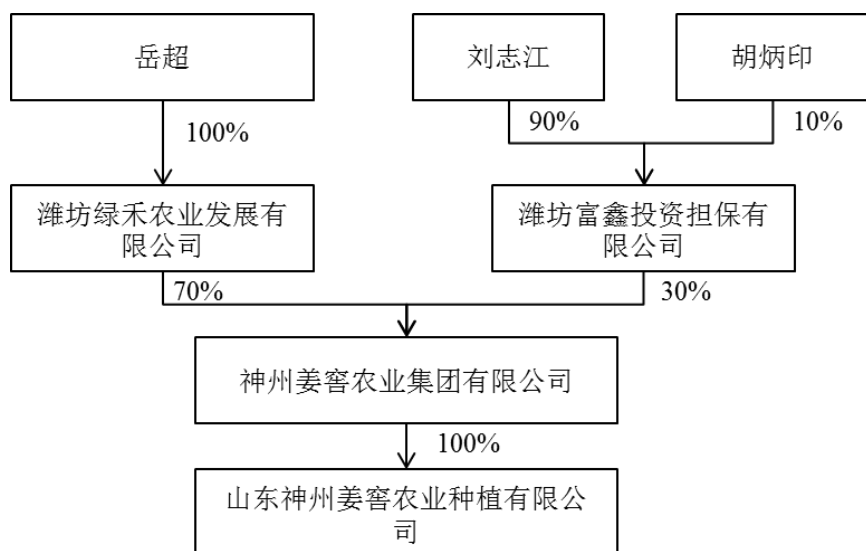 岳超
刘志江
胡炳印
100%
90%
10%
潍坊绿禾农业发展有
限公司
潍坊富鑫投资担保有
限公司
70%
30%
神州姜窖农业集团有限公司
100%
山东神州姜窖农业种植有限公
司